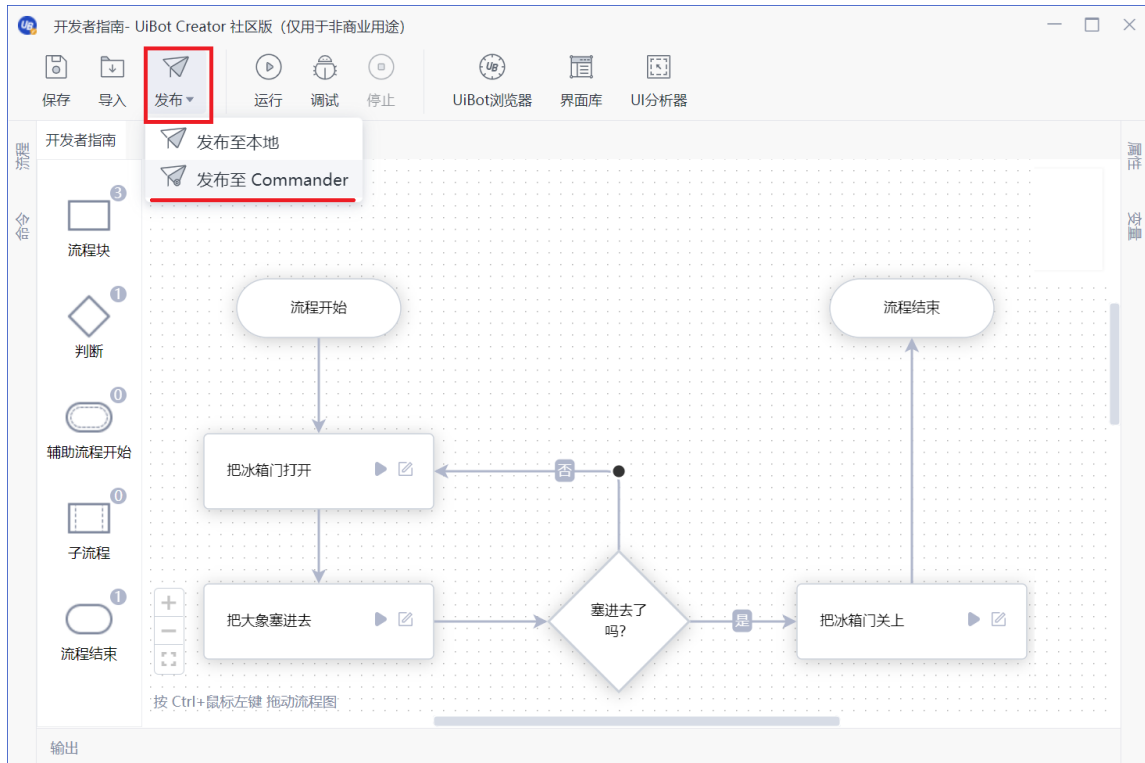 开发者指南- UiBot Creator 社区版（仅用于非商业用途）
保存
导入
发布
运行
调试
停止
UiBot浏览器
界面库
UI分析器
发布至本地
发布至 Commander
流程
命令
开发者指南
属性
变量
3
流程块
1
判断
0
辅助流程开始
0
子流程
1
流程结束
流程开始
流程结束
把冰箱门打开
否
把大象塞进去
塞进去了
吗?
是
把冰箱门关上
按 Ctrl+鼠标左键 拖动流程图
输出